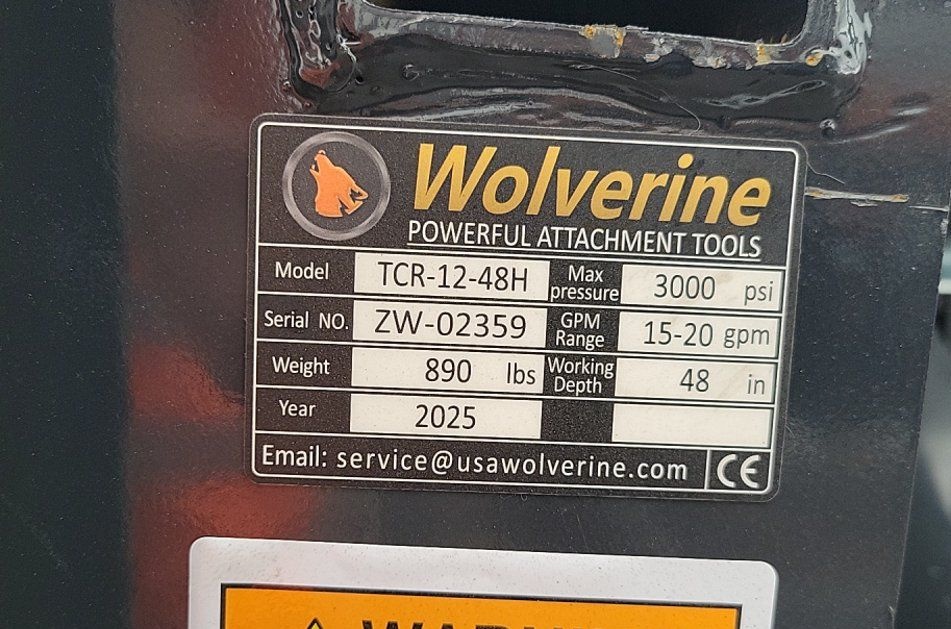 Wolverine
POWERFUL ATTACHMENT TOOLS
Model TCR-12-48H Max pressure 3000 psi
Serial NO. ZW-02359 GPM Range 15-20 gpm
Weight 890 lbs Working Depth 48 in
Year 2025
Email: service@usawolverine.com CE